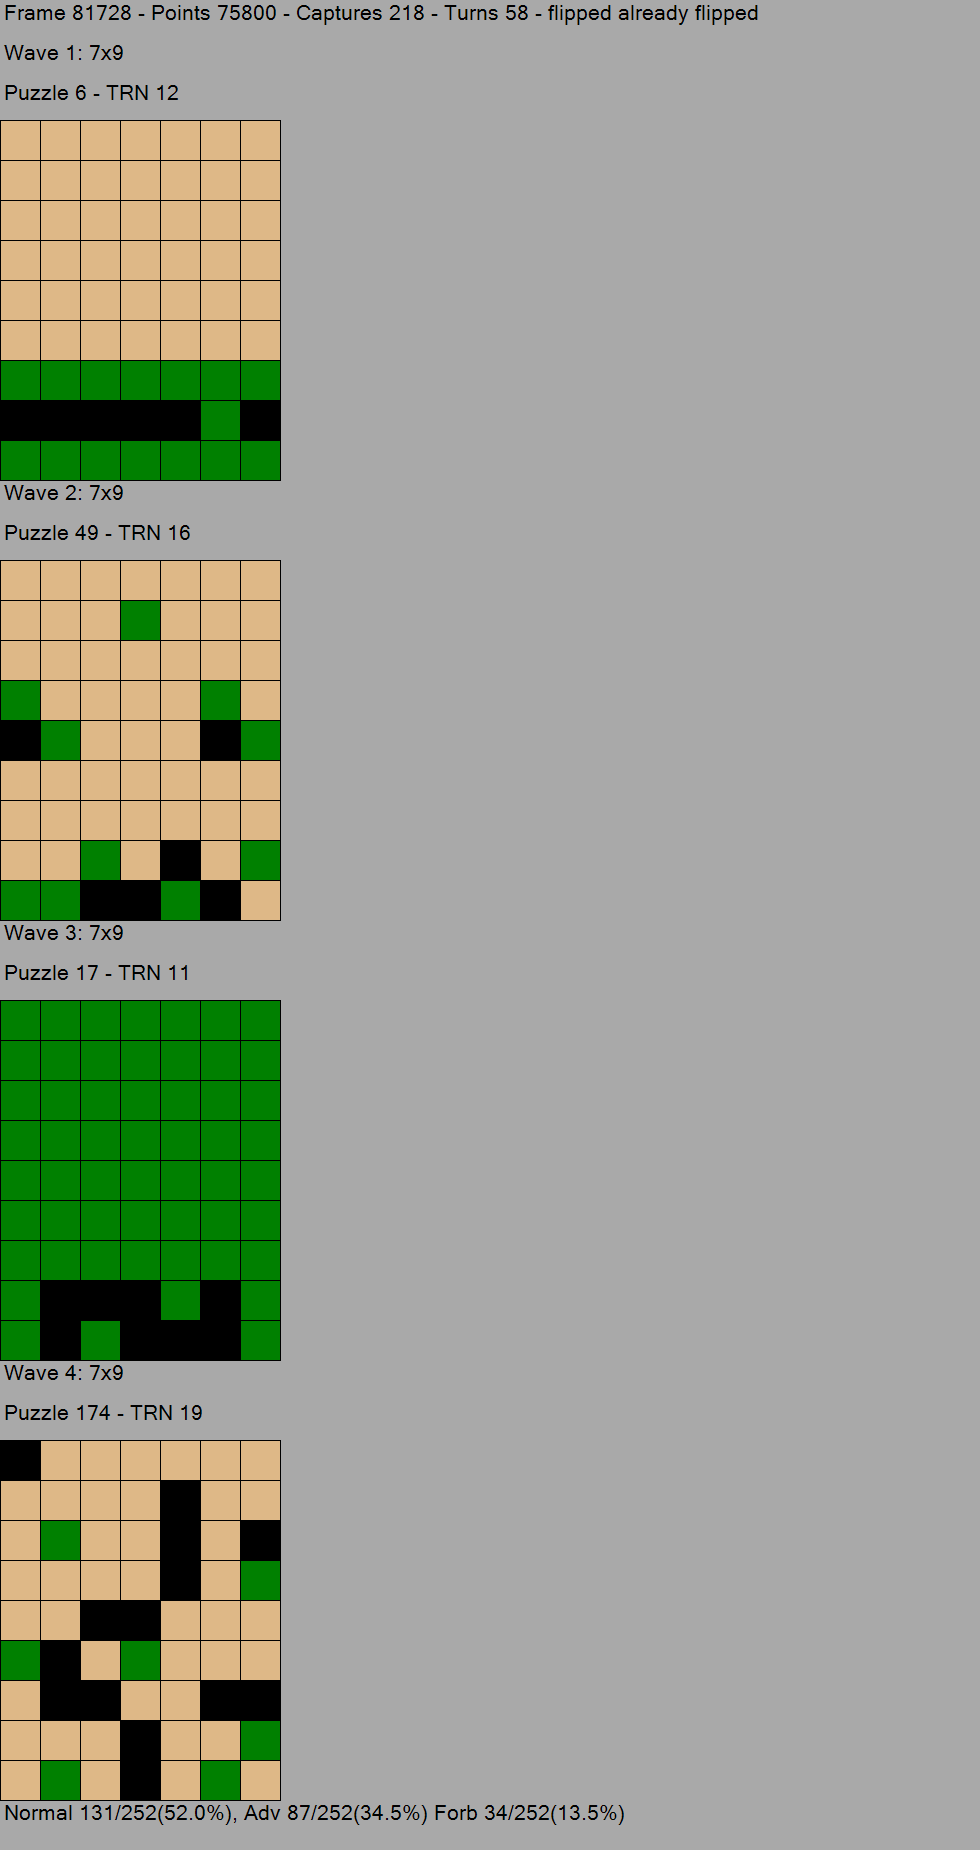 Frame 81728 - Points 75800 - Captures 218 - Turns 58 - flipped already flipped
Wave 1: 7x9
Puzzle 6 - TRN 12
Wave 2: 7x9
Puzzle 49 - TRN 16
Wave 3: 7x9
Puzzle 17 - TRN 11
Wave 4: 7x9
Puzzle 174 - TRN 19
Normal 131/252(52.0%), Adv 87/252(34.5%) Forb 34/252(13.5%)